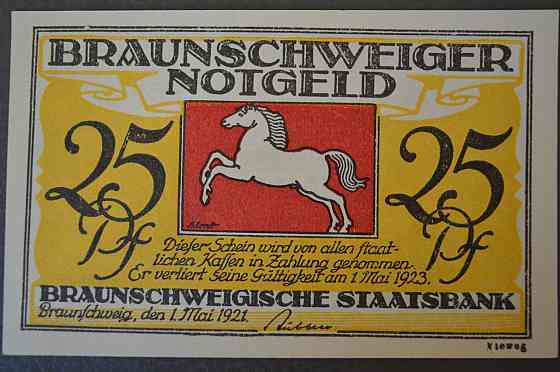 BRAUNSCHWEIGER
NOTGELD
25 Pf
25 Pf
Dieser Schein wird von allen staat-
lichen Kassen in Zahlung genommen.
Er verliert seine Gültigkeit am 1. Mai 1923.
BRAUNSCHWEIGISCHE STAATSBANK
Braunschweig, den 1. Mai 1921.
Vieweg